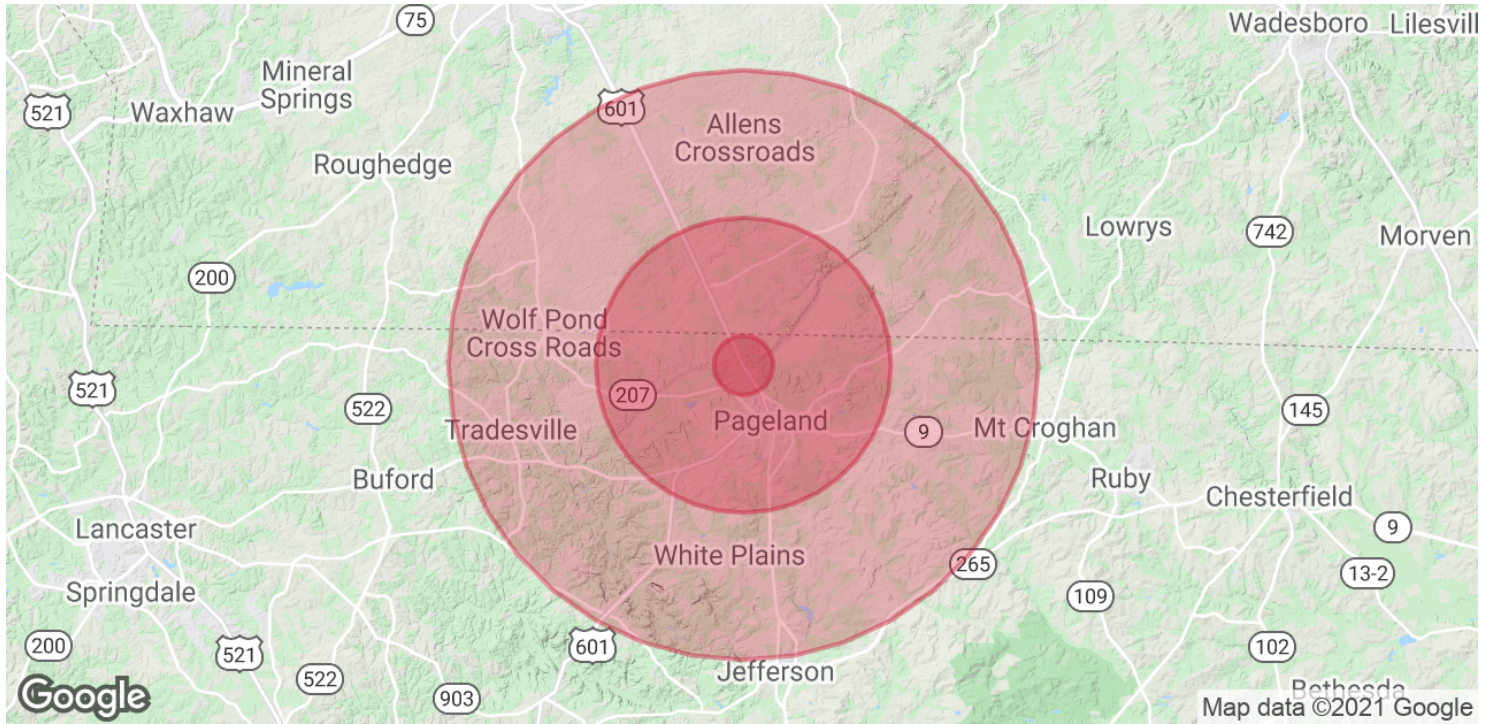 75
Wadesboro
Lilesvill
Mineral
Springs
521
Waxhaw
601
Allens
Crossroads
Roughedge
Lowrys
742
Morven
200
Wolf Pond
Cross Roads
521
207
522
Pageland
9
Mt Croghan
145
Tradesville
Buford
Ruby
Chesterfield
Lancaster
9
White Plains
265
13-2
Springdale
109
200
521
601
102
522
Jefferson
903
Bethesda
Google
Map data ©2021 Google